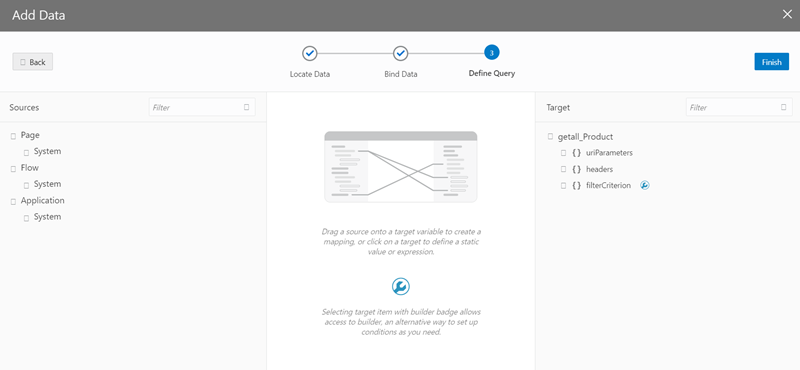 Add Data
Back
Locate Data
Bind Data
3
Define Query
Finish
Sources
Filter
Page
System
Flow
System
Application
System
Drag a source onto a target variable to create a
mapping, or click on a target to define a static
value or expression.
Selecting target item with builder badge allows
access to builder, an alternative way to set up
conditions as you need.
Target
Filter
getall_Product
{ } uriParameters
{ } headers
{ } filterCriterion